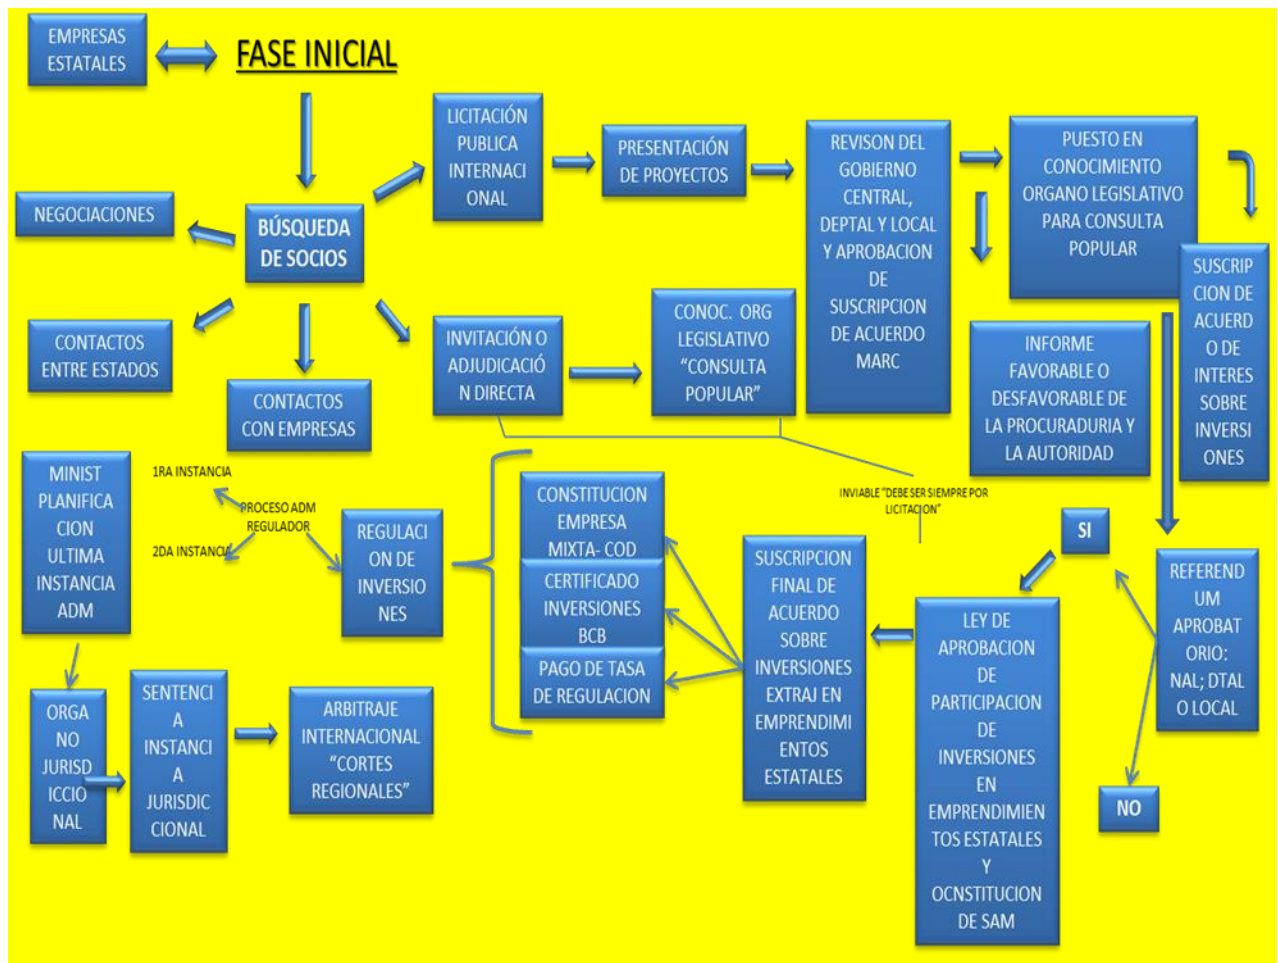 EMPRESAS
ESTATALES
FASE INICIAL
LICITACIÓN
PUBLICA
INTERNACI
ONAL
PRESENTACIÓN
DE PROYECTOS
REVISON DEL
GOBIERNO
CENTRAL,
DEPTAL Y LOCAL
Y APROBACION
DE
SUSCRIPCION
DE ACUERDO
MARC
PUESTO EN
CONOCIMIENTO
ORGANO LEGISLATIVO
PARA CONSULTA
POPULAR
NEGOCIACIONES
BÚSQUEDA
DE SOCIOS
SUSCRIP
CION DE
ACUERD
O DE
INTERES
SOBRE
INVERSI
ONES
CONTACTOS
ENTRE ESTADOS
CONTACTOS
CON EMPRESAS
INVITACIÓN O
ADJUDICACIÓ
N DIRECTA
CONOC. ORG
LEGISLATIVO
“CONSULTA
POPULAR”
INFORME
FAVORABLE O
DESFAVORABLE DE
LA PROCURADURIA Y
LA AUTORIDAD
MINIST
PLANIFICA
CION
ULTIMA
INSTANCIA
ADM
1RA INSTANCIA
PROCESO ADM
REGULADOR
2DA INSTANCIA
REGULACI
ON DE
INVERSIO
NES
CONSTITUCION
EMPRESA
MIXTA- COD
CERTIFICADO
INVERSIONES
BCB
PAGO DE TASA
DE REGULACION
INVIABLE “DEBE SER SIEMPRE POR
LICITACION”
SUSCRIPCION
FINAL DE
ACUERDO
SOBRE
INVERSIONES
EXTRAJ EN
EMPRENDIMI
ENTOS
ESTATALES
SI
LEY DE
APROBACION
DE
PARTICIPACION
DE
INVERSIONES
EN
EMPRENDIMIEN
TOS ESTATALES
Y
OCNSTITUCION
DE SAM
REFEREND
UM
APROBAT
ORIO:
NAL; DTAL
O LOCAL
NO
ORGA
NO
JURISD
ICCIO
NAL
SENTENCI
A
INSTANCI
A
JURISDIC
CIONAL
ARBITRAJE
INTERNACIONAL
“CORTES
REGIONALES”